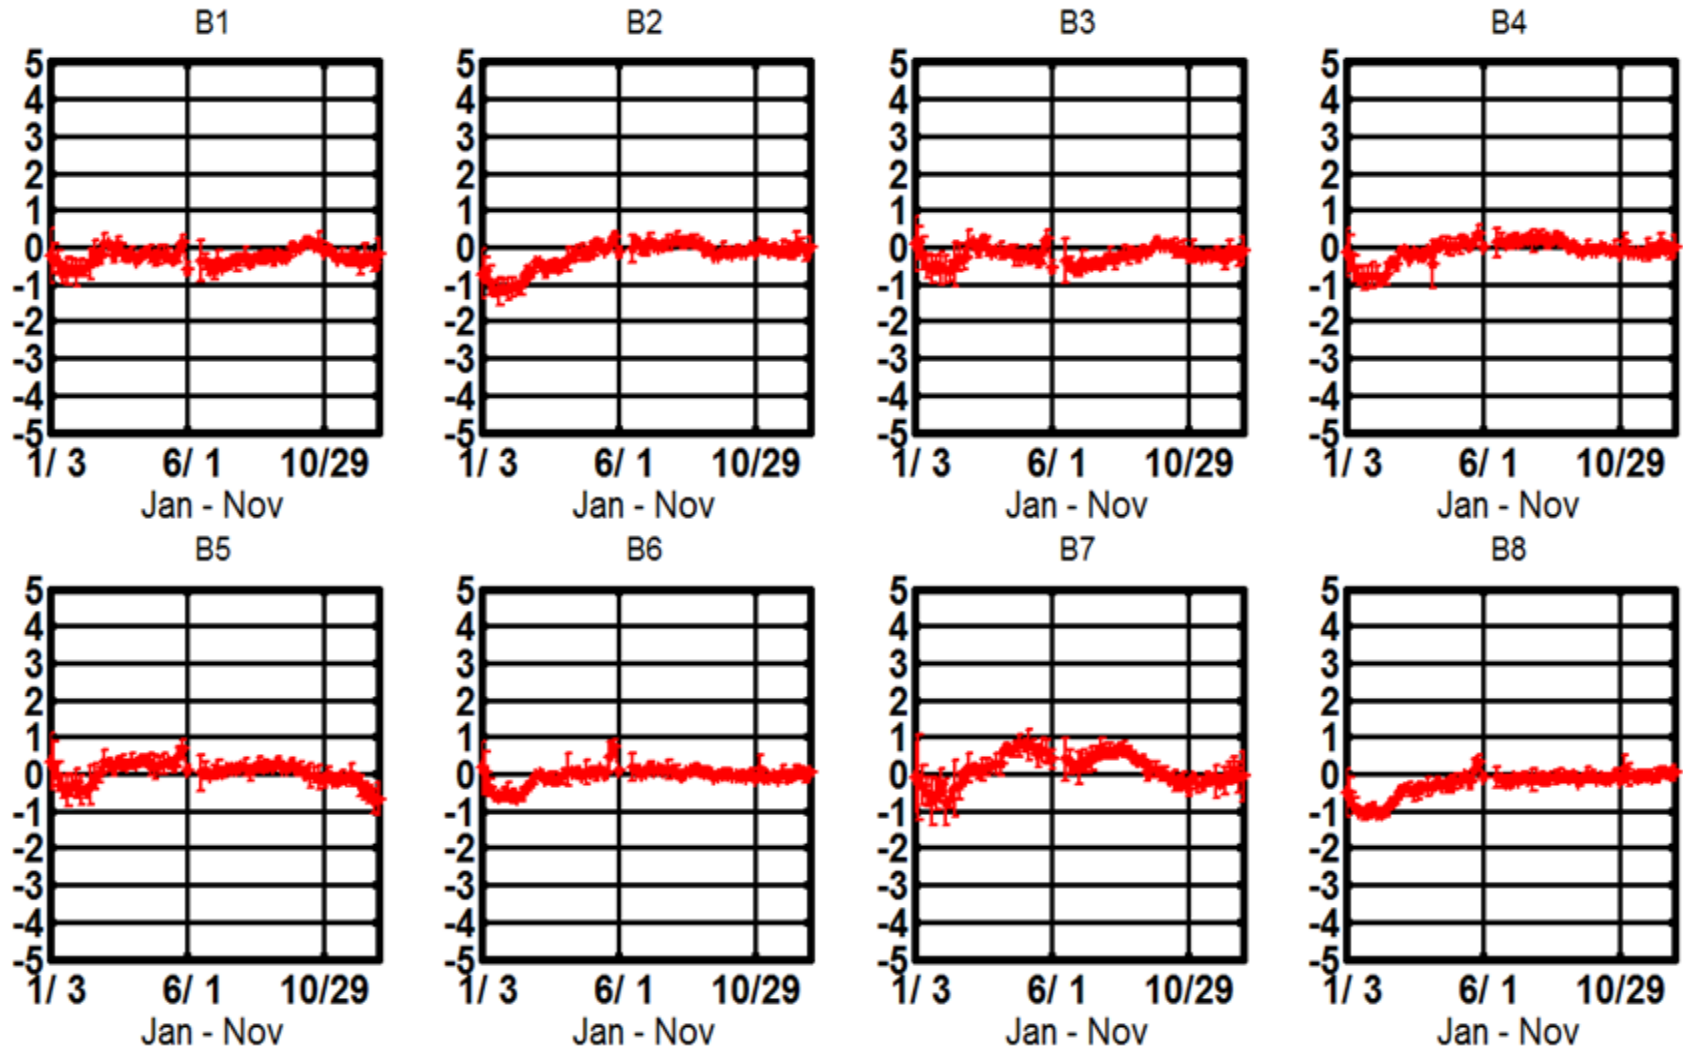 B1 B2 B3 B4
5 5 5 5
4 4 4 4
3 3 3 3
2 2 2 2
1 1 1 1
0 0 0 0
-1 -1 -1 -1
-2 -2 -2 -2
-3 -3 -3 -3
-4 -4 -4 -4
-5 -5 -5 -5
1/ 3 6/ 1 10/29 1/ 3 6/ 1 10/29 1/ 3 6/ 1 10/29 1/ 3 6/ 1 10/29
Jan - Nov Jan - Nov Jan - Nov Jan - Nov
B5 B6 B7 B8
5 5 5 5
4 4 4 4
3 3 3 3
2 2 2 2
1 1 1 1
0 0 0 0
-1 -1 -1 -1
-2 -2 -2 -2
-3 -3 -3 -3
-4 -4 -4 -4
-5 -5 -5 -5
1/ 3 6/ 1 10/29 1/ 3 6/ 1 10/29 1/ 3 6/ 1 10/29 1/ 3 6/ 1 10/29
Jan - Nov Jan - Nov Jan - Nov Jan - Nov